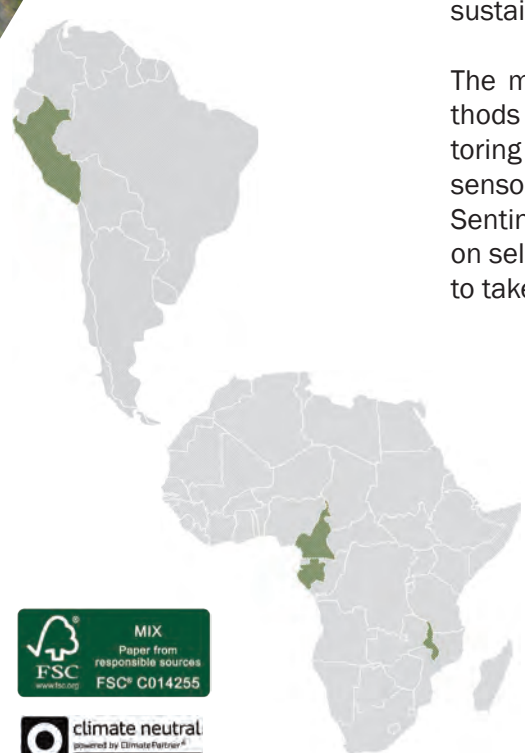 sustai
The m
thods
toring
senso
Sentin
on sel
to take
MIX
Paper from
responsible sources
FSC
www.fsc.org
FSC® C014255
climate neutral
powered by ClimatePartner